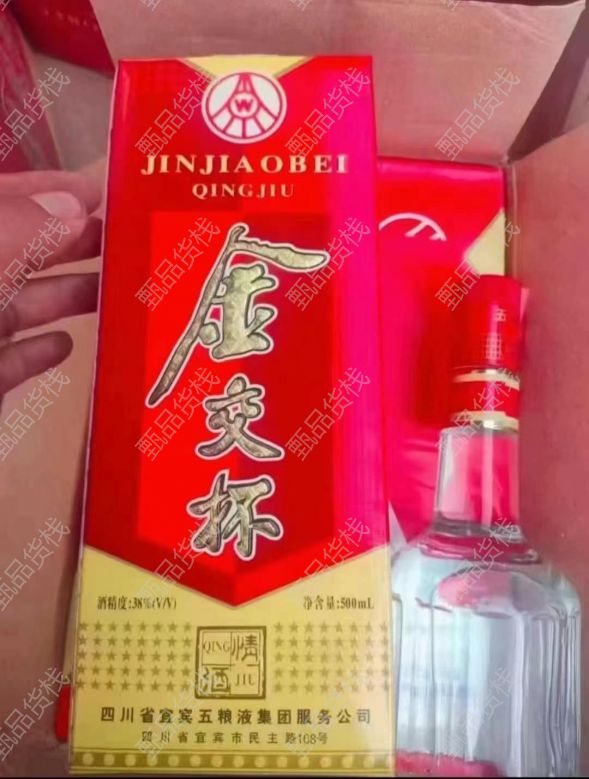 W
JINJIAOBEI
QINGJIU
金
交
杯
酒精度:38%(V/V)
净含量:500mL
QING 情
酒 JIU
四川省宜宾五粮液集团服务公司
四川省宜宾市民主路108号
五
甄品货栈